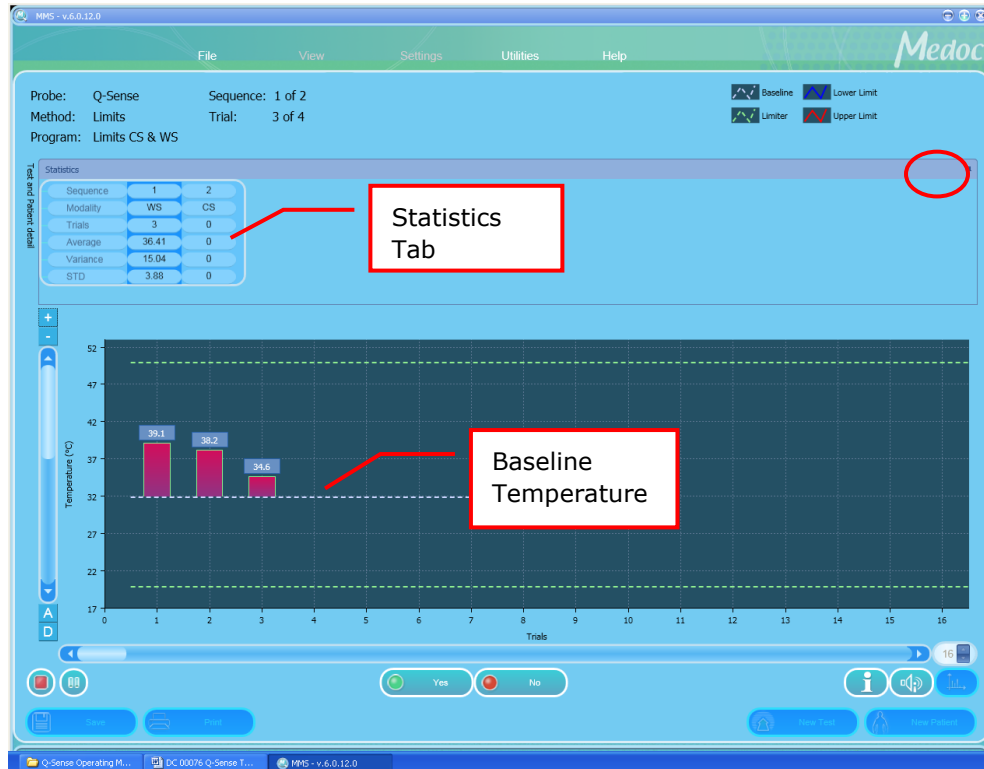 MMS - v.6.0.12.0
File View Settings Utilities Help
Medoc
Probe: Q-Sense Sequence: 1 of 2
Method: Limits Trial: 3 of 4
Program: Limits CS & WS
Baseline Lower Limit
Limiter Upper Limit
Test and Patient detail
Statistics
Sequence 1 2
Modality WS CS
Trials 3 0
Average 36.41 0
Variance 15.04 0
STD 3.88 0
Statistics
Tab
+
-
52
47
42
37
32
27
22
17
Temperature (°C)
39.1
38.2
34.6
Baseline
Temperature
0 1 2 3 4 5 6 7 8 9 10 11 12 13 14 15 16
Trials
A
D
16
Yes No
i
Save Print New Test New Patient
Q-Sense Operating M... DC 00076 Q-Sense T... MMS - v.6.0.12.0